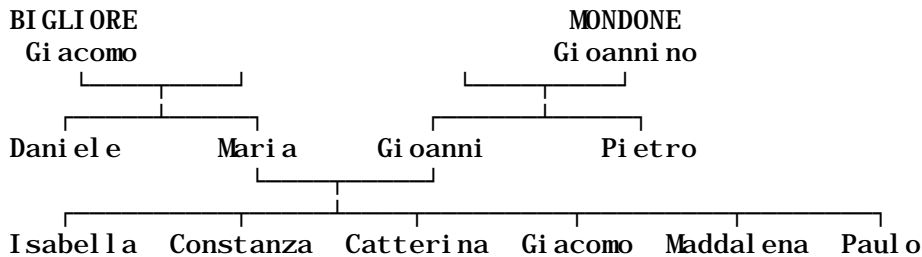 BIGLIORE MONDONE
Giacomo Gioannino
Daniele Maria Gioanni Pietro
Isabella Constanza Catterina Giacomo Maddalena Paulo